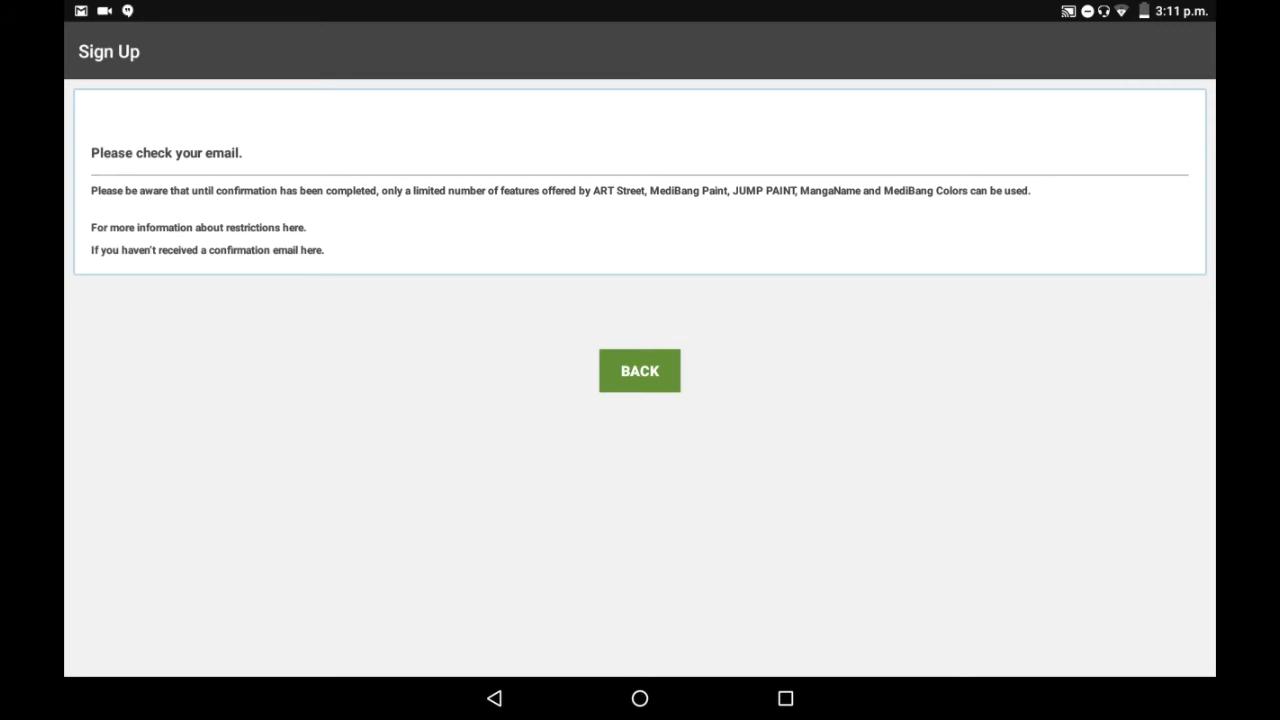 3:11 p.m.
Sign Up
Please check your email.
Please be aware that until confirmation has been completed, only a limited number of features offered by ART Street, MediBang Paint, JUMP PAINT, MangaName and MediBang Colors can be used.
For more information about restrictions here.
If you haven't received a confirmation email here.
BACK